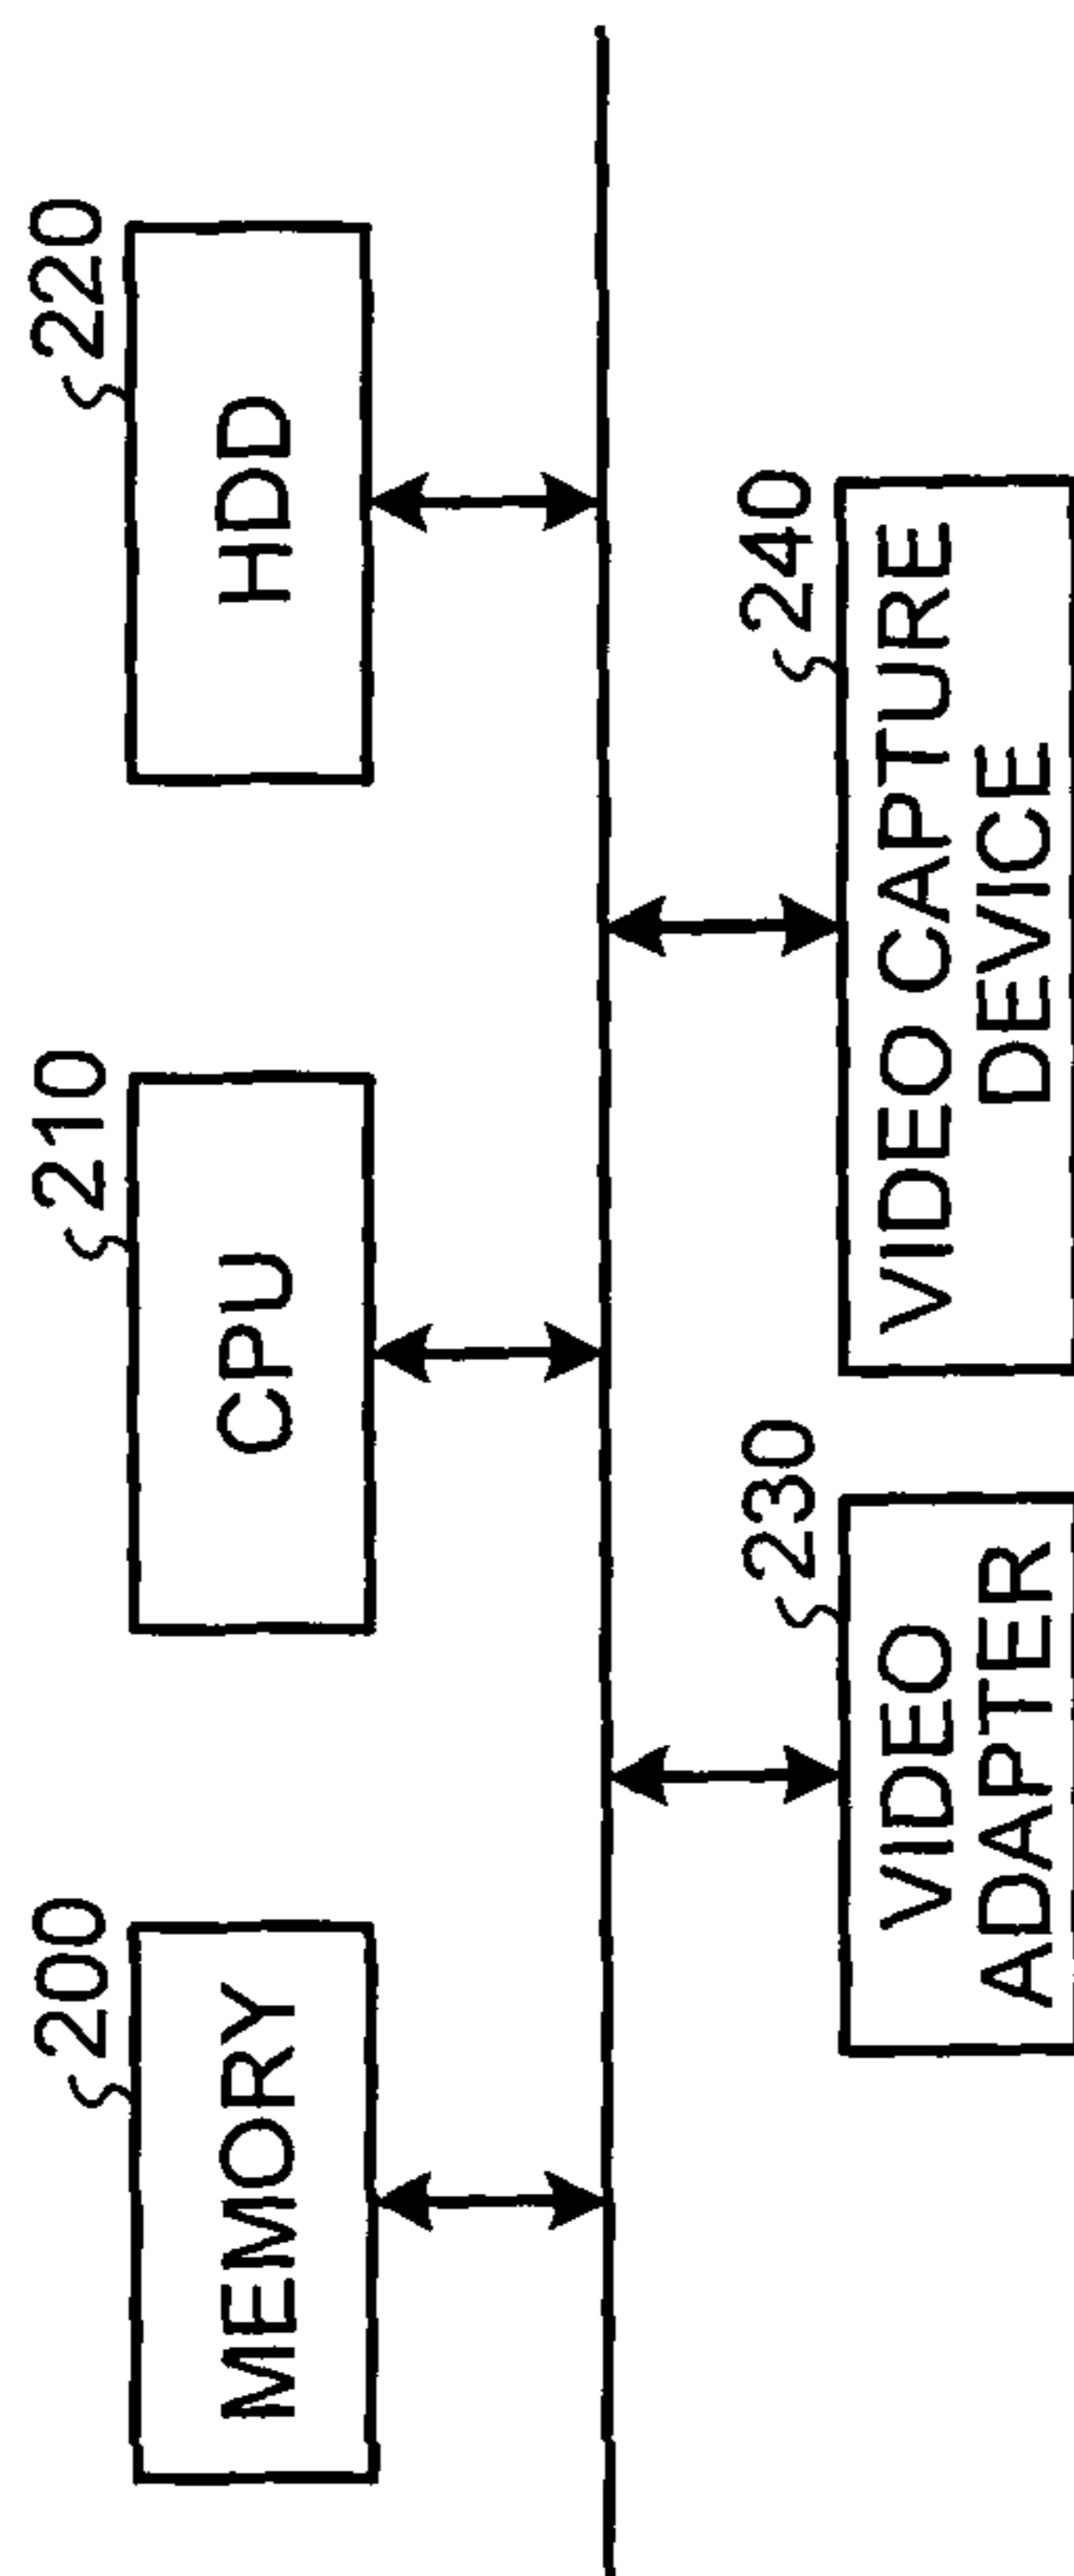 200
MEMORY
210
CPU
220
HDD
230
VIDEO
ADAPTER
240
VIDEO CAPTURE
DEVICE